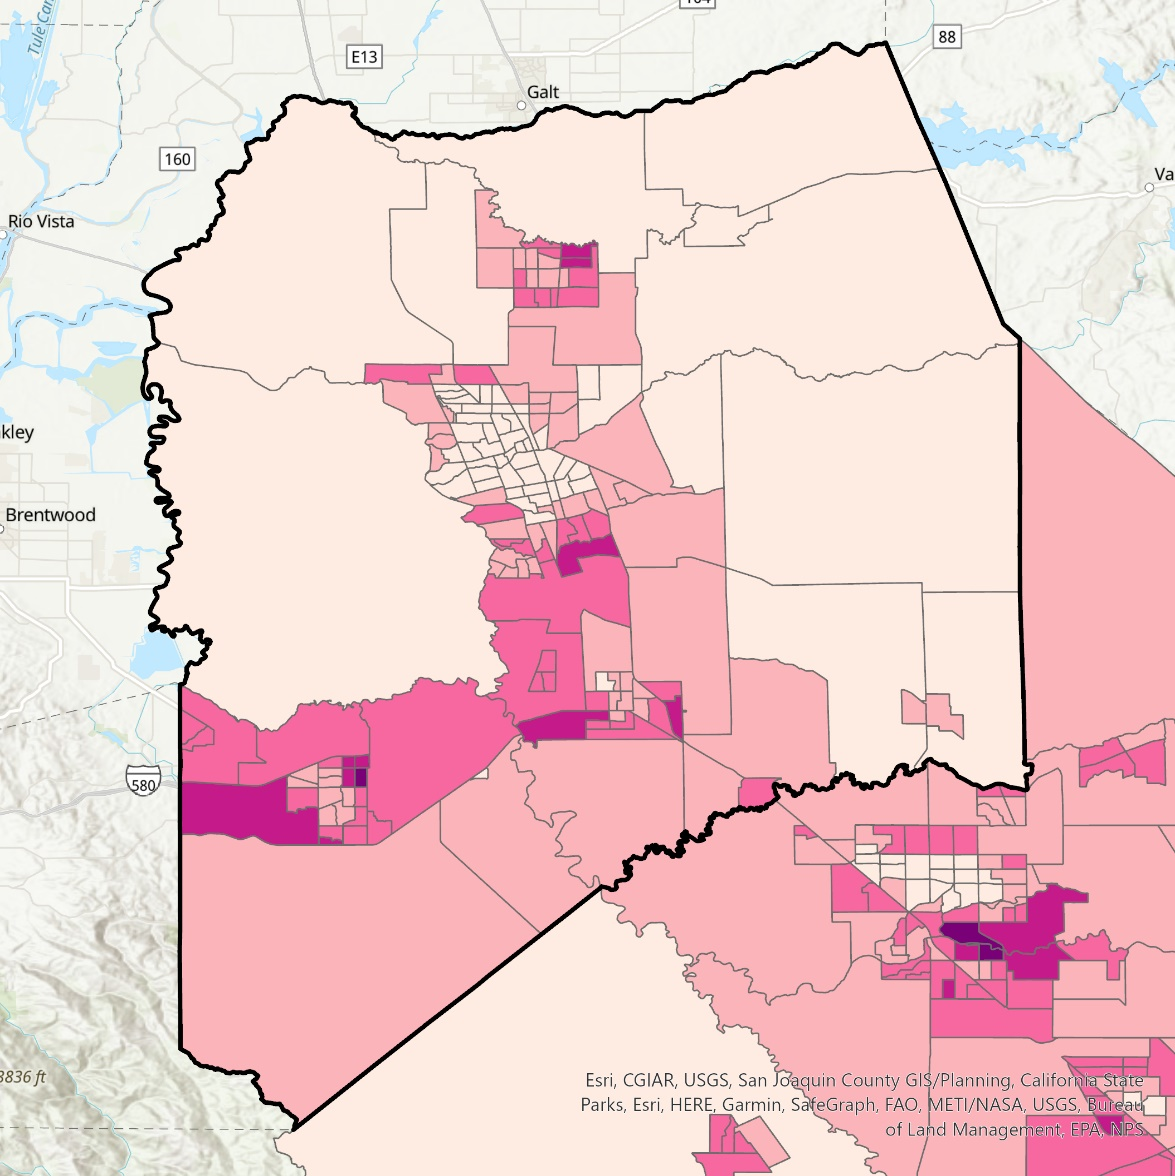 104
Tule Can
88
E13
Galt
160
Va
Rio Vista
kley
Brentwood
580
3836 ft
Esri, CGIAR, USGS, San Joaquin County GIS/Planning, California State
Parks, Esri, HERE, Garmin, SafeGraph, FAO, METI/NASA, USGS, Bureau
of Land Management, EPA, NPS